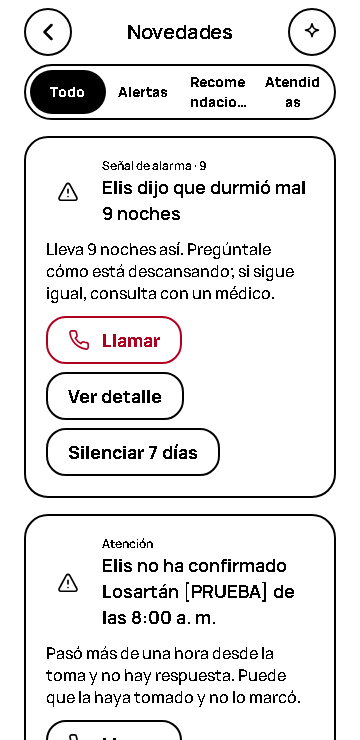 Novedades
Todo
Alertas
Recome
ndacio...
Atendid
as
Señal de alarma · 9
Elis dijo que durmió mal
9 noches
Lleva 9 noches así. Pregúntale
cómo está descansando; si sigue
igual, consulta con un médico.
Llamar
Ver detalle
Silenciar 7 días
Atención
Elis no ha confirmado
Losartán [PRUEBA] de
las 8:00 a. m.
Pasó más de una hora desde la
toma y no hay respuesta. Puede
que la haya tomado y no lo marcó.